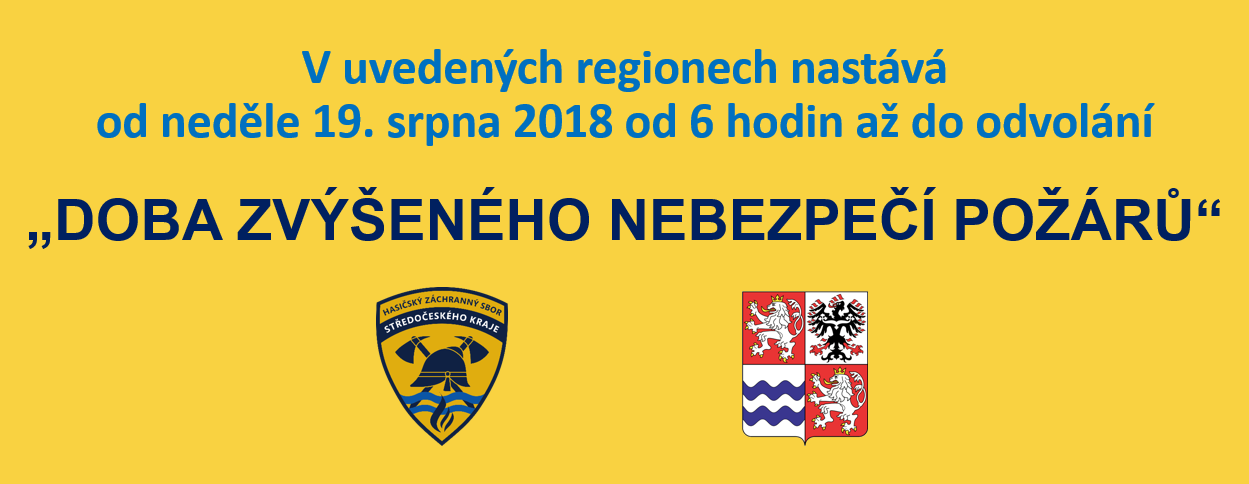 V uvedených regionech nastává
od neděle 19. srpna 2018 od 6 hodin až do odvolání
„DOBA ZVÝŠENÉHO NEBEZPEČÍ POŽÁRŮ“
HASIČSKÝ ZÁCHRANNÝ SBOR
STŘEDOČESKÉHO KRAJE